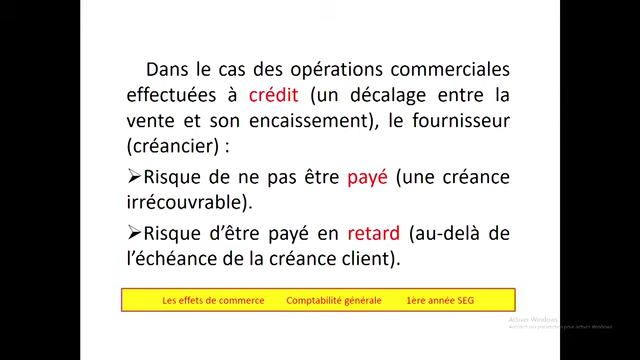 Dans le cas des opérations commerciales
effectuées à crédit (un décalage entre la
vente et son encaissement), le fournisseur
(créancier) :
➢Risque de ne pas être payé (une créance
irrécouvrable).
➢Risque d’être payé en retard (au-delà de
l’échéance de la créance client).
Les effets de commerce Comptabilité générale 1ère année SEG
Activer Windows